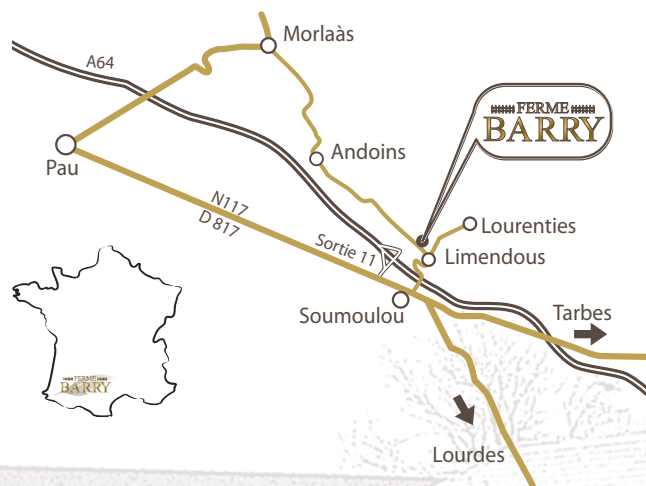 Morlaàs
A64
FERME
BARRY
Andoins
Pau
N117
D 817
Lourenties
Sortie 11
Limendous
Soumoulou
Tarbes
FERME
BARRY
Lourdes